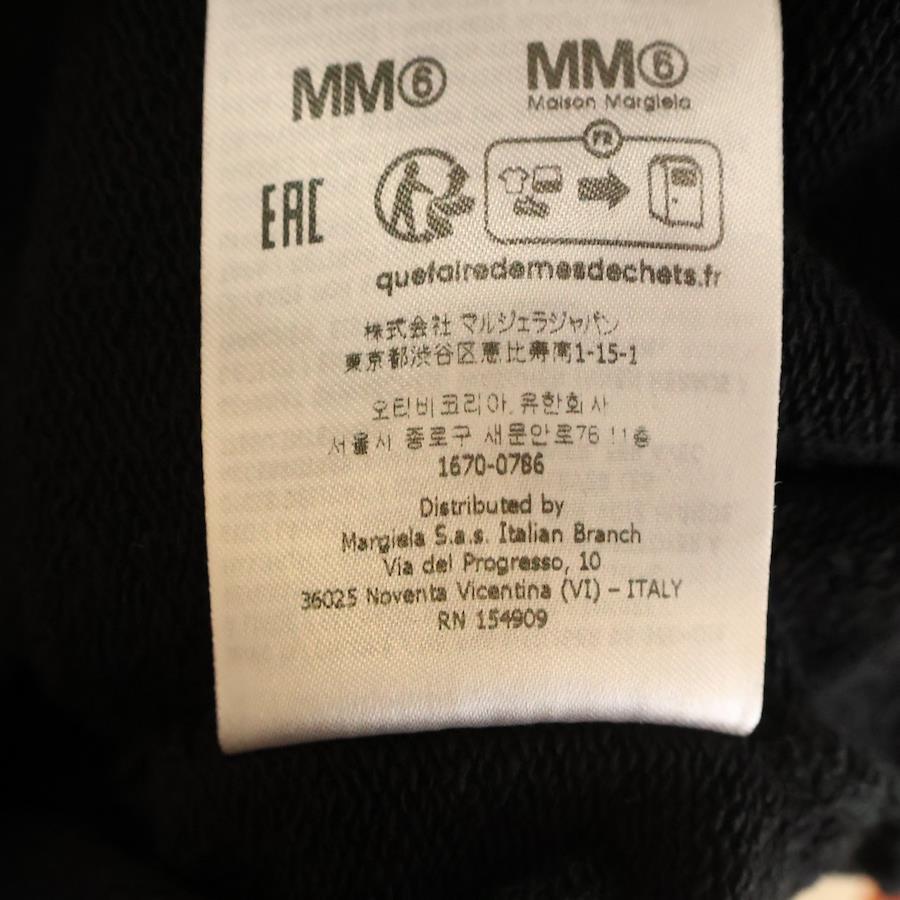 MM6
MM6
Maison Margiela
FR
EAC
quefairedemesdechets.fr
株式会社 マルジェラジャパン
東京都渋谷区恵比寿南1-15-1
오티비코리아.유한회사
서울시 종로구 새문안로76 11층
1670-0786
Distributed by
Margiela S.a.s. Italian Branch
Via del Progresso, 10
36025 Noventa Vicentina (VI) – ITALY
RN 154909